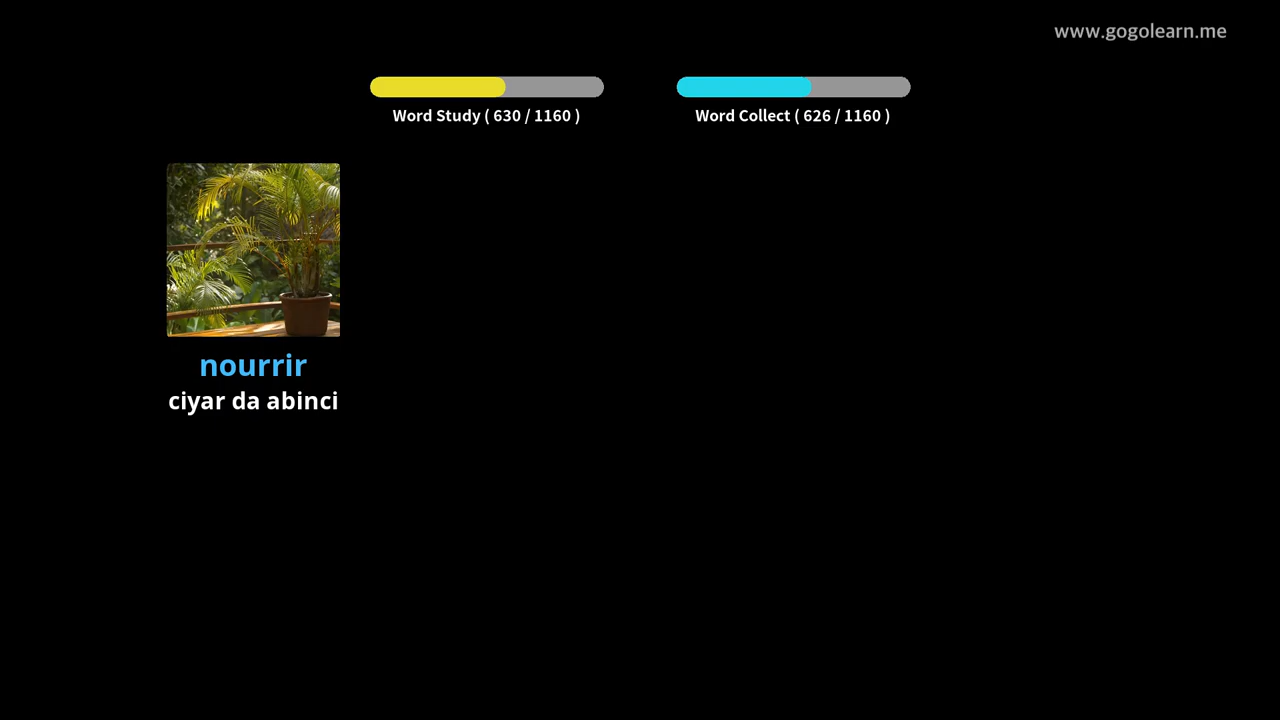 www.gogolearn.me
Word Study ( 630 / 1160 )
Word Collect ( 626 / 1160 )
nourrir
ciyar da abinci